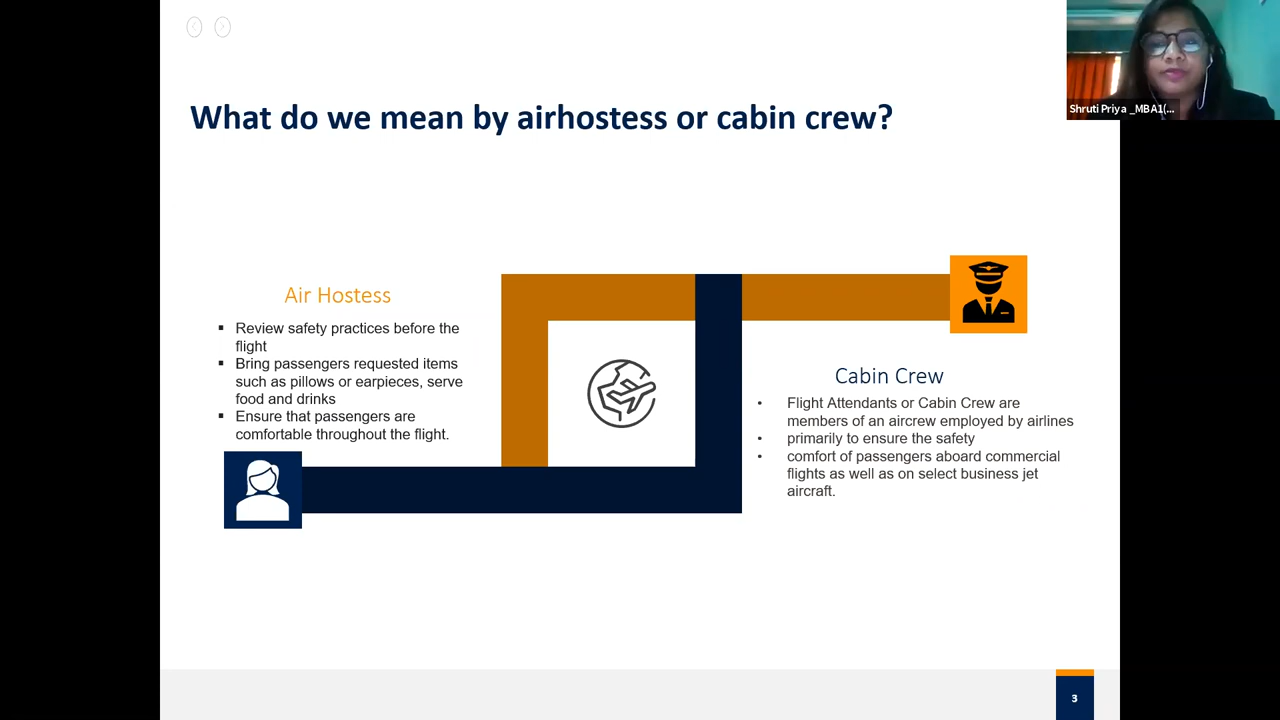 Shruti Priya _MBA1(...
What do we mean by airhostess or cabin crew?
Air Hostess
▪ Review safety practices before the
flight
▪ Bring passengers requested items
such as pillows or earpieces, serve
food and drinks
▪ Ensure that passengers are
comfortable throughout the flight.
Cabin Crew
• Flight Attendants or Cabin Crew are
members of an aircrew employed by airlines
• primarily to ensure the safety
• comfort of passengers aboard commercial
flights as well as on select business jet
aircraft.
3